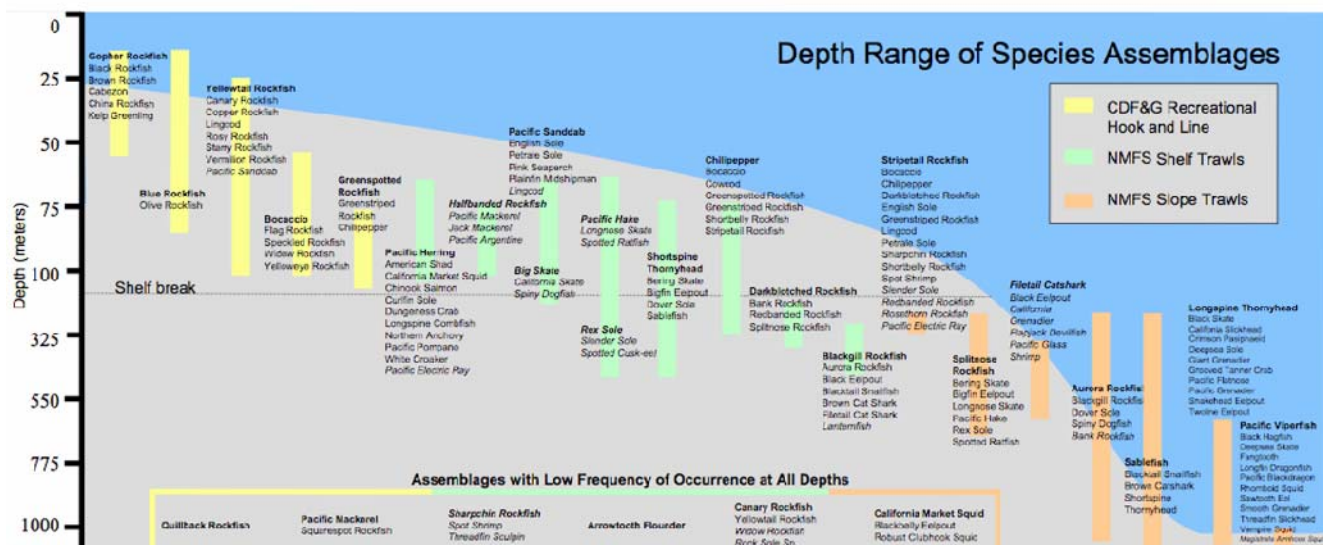 Depth Range of Species Assemblages
CDF&G Recreational
Hook and Line
NMFS Shelf Trawls
NMFS Slope Trawls
Depth (meters)
0
25
50
75
100
325
550
775
1000
Shelf break
Gopher Rockfish
Black Rockfish
Brown Rockfish
Cabezon
China Rockfish
Kelp Greenling
Blue Rockfish
Olive Rockfish
Yellowtail Rockfish
Canary Rockfish
Copper Rockfish
Lingcod
Rosy Rockfish
Starry Rockfish
Vermilion Rockfish
Pacific Sanddab
Bocaccio
Flag Rockfish
Speckled Rockfish
Widow Rockfish
Yelloweye Rockfish
Greenspotted
Rockfish
Greenstriped
Rockfish
Chilipepper
Pacific Herring
American Shad
California Market Squid
Chinook Salmon
Curlfin Sole
Dungeness Crab
Longspine Combfish
Northern Anchovy
Pacific Pompano
White Croaker
Pacific Electric Ray
Halfbanded Rockfish
Pacific Mackerel
Jack Mackerel
Pacific Argentine
Pacific Sanddab
English Sole
Petrale Sole
Pink Seaperch
Plainfin Midshipman
Lingcod
Big Skate
California Skate
Spiny Dogfish
Pacific Hake
Longnose Skate
Spotted Ratfish
Rex Sole
Slender Sole
Spotted Cusk-eel
Shortspine
Thornyhead
Bering Skate
Bigfin Eelpout
Dover Sole
Sablefish
Chilipepper
Bocaccio
Cowcod
Greenspotted Rockfish
Greenstriped Rockfish
Shortbelly Rockfish
Stripetail Rockfish
Darkblotched Rockfish
Bank Rockfish
Redbanded Rockfish
Splitnose Rockfish
Blackgill Rockfish
Aurora Rockfish
Black Eelpout
Blacktail Snailfish
Brown Cat Shark
Filetail Cat Shark
Lanternfish
Stripetail Rockfish
Bocaccio
Chilipepper
Darkblotched Rockfish
English Sole
Greenstriped Rockfish
Lingcod
Petrale Sole
Sharpchin Rockfish
Shortbelly Rockfish
Spot Shrimp
Slender Sole
Redbanded Rockfish
Rosethorn Rockfish
Pacific Electric Ray
Splitnose
Rockfish
Bering Skate
Bigfin Eelpout
Longnose Skate
Pacific Hake
Rex Sole
Spotted Ratfish
Filetail Catshark
Black Eelpout
California
Grenadier
Flapjack Devilfish
Pacific Glass
Shrimp
Aurora Rockfish
Blackgill Rockfish
Dover Sole
Spiny Dogfish
Bank Rockfish
Sablefish
Blacktail Snailfish
Brown Catshark
Shortspine
Thornyhead
Longspine Thornyhead
Black Skate
California Slickhead
Crimson Pasiphaeid
Deepsea Sole
Giant Grenadier
Grooved Tanner Crab
Pacific Flatnose
Pacific Grenadier
Snakehead Eelpout
Twoline Eelpout
Pacific Viperfish
Black Hagfish
Deepsea Skate
Fangtooth
Longfin Dragonfish
Pacific Blackdragon
Rhomboid Squid
Sawtooth Eel
Smooth Grenader
Threadfin Slickhead
Vampire Squid
Assemblages with Low Frequency of Occurrence at All Depths
Quillback Rockfish
Pacific Nackerel
Squarespot Rockfish
Sharpchin Rockfish
Spot Shrimp
Threadfin Sculpin
Arrowtooth Flounder
Canary Rockfish
Yellowtail Rockfish
Widow Rockfish
Rock Sole Sp.
California Market Squid
Blackbelly Eelpout
Robust Clubhook Squid